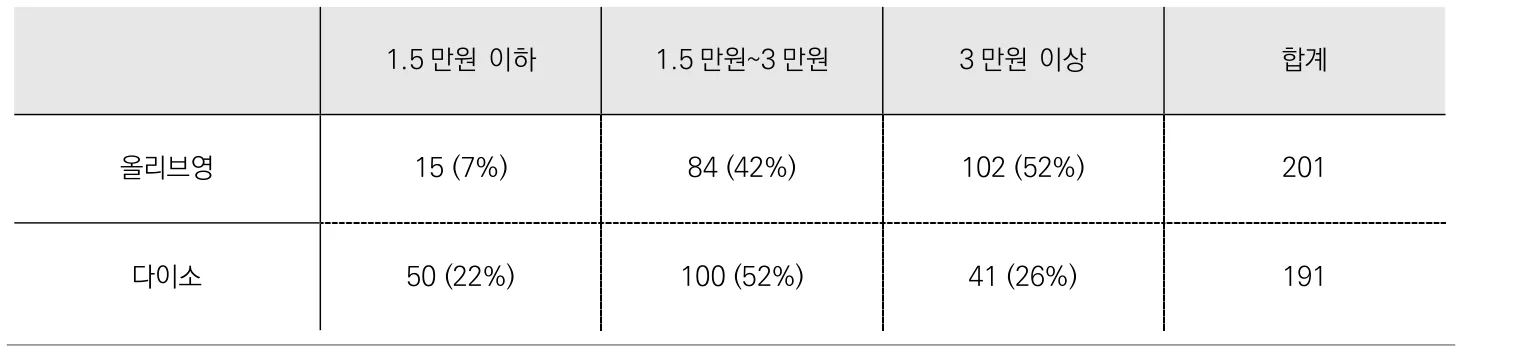 1.5만원 이하 1.5만원~3만원 3만원 이상 합계
올리브영 15 (7%) 84 (42%) 102 (52%) 201
다이소 50 (22%) 100 (52%) 41 (26%) 191